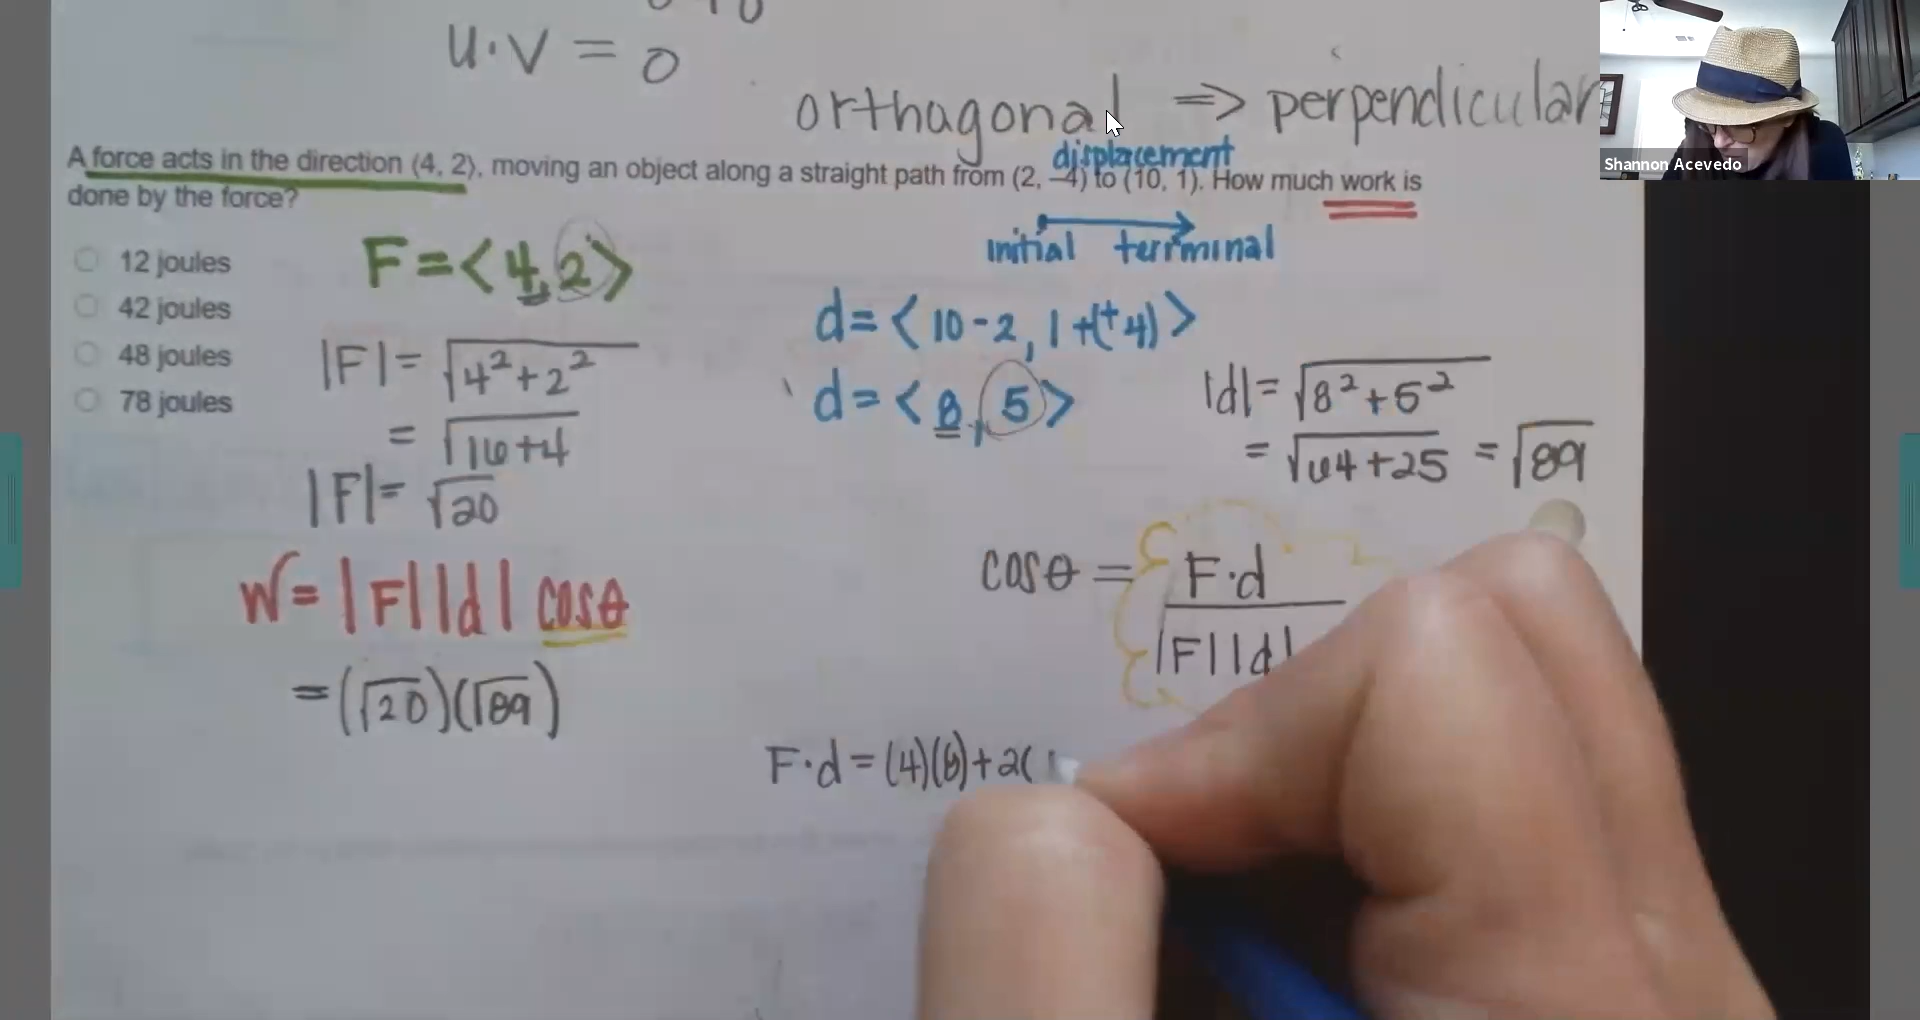 u·v = 0
orthagonal => perpendicular
Shannon Acevedo
displacement
A force acts in the direction ⟨4, 2⟩, moving an object along a straight path from (2, –4) to (10, 1). How much work is
done by the force?
initial terminal
12 joules
42 joules
48 joules
78 joules
F = <4, 2>
|F| = √4² + 2²
= √16+4
|F| = √20
d = <10-2, 1+(+4)>
d = <8, 5>
|d| = √8² + 5²
= √64+25 = √89
W = |F||d| cosθ
= (√20)(√89)
cosθ = F·d
|F||d|
F·d = (4)(8)+2(